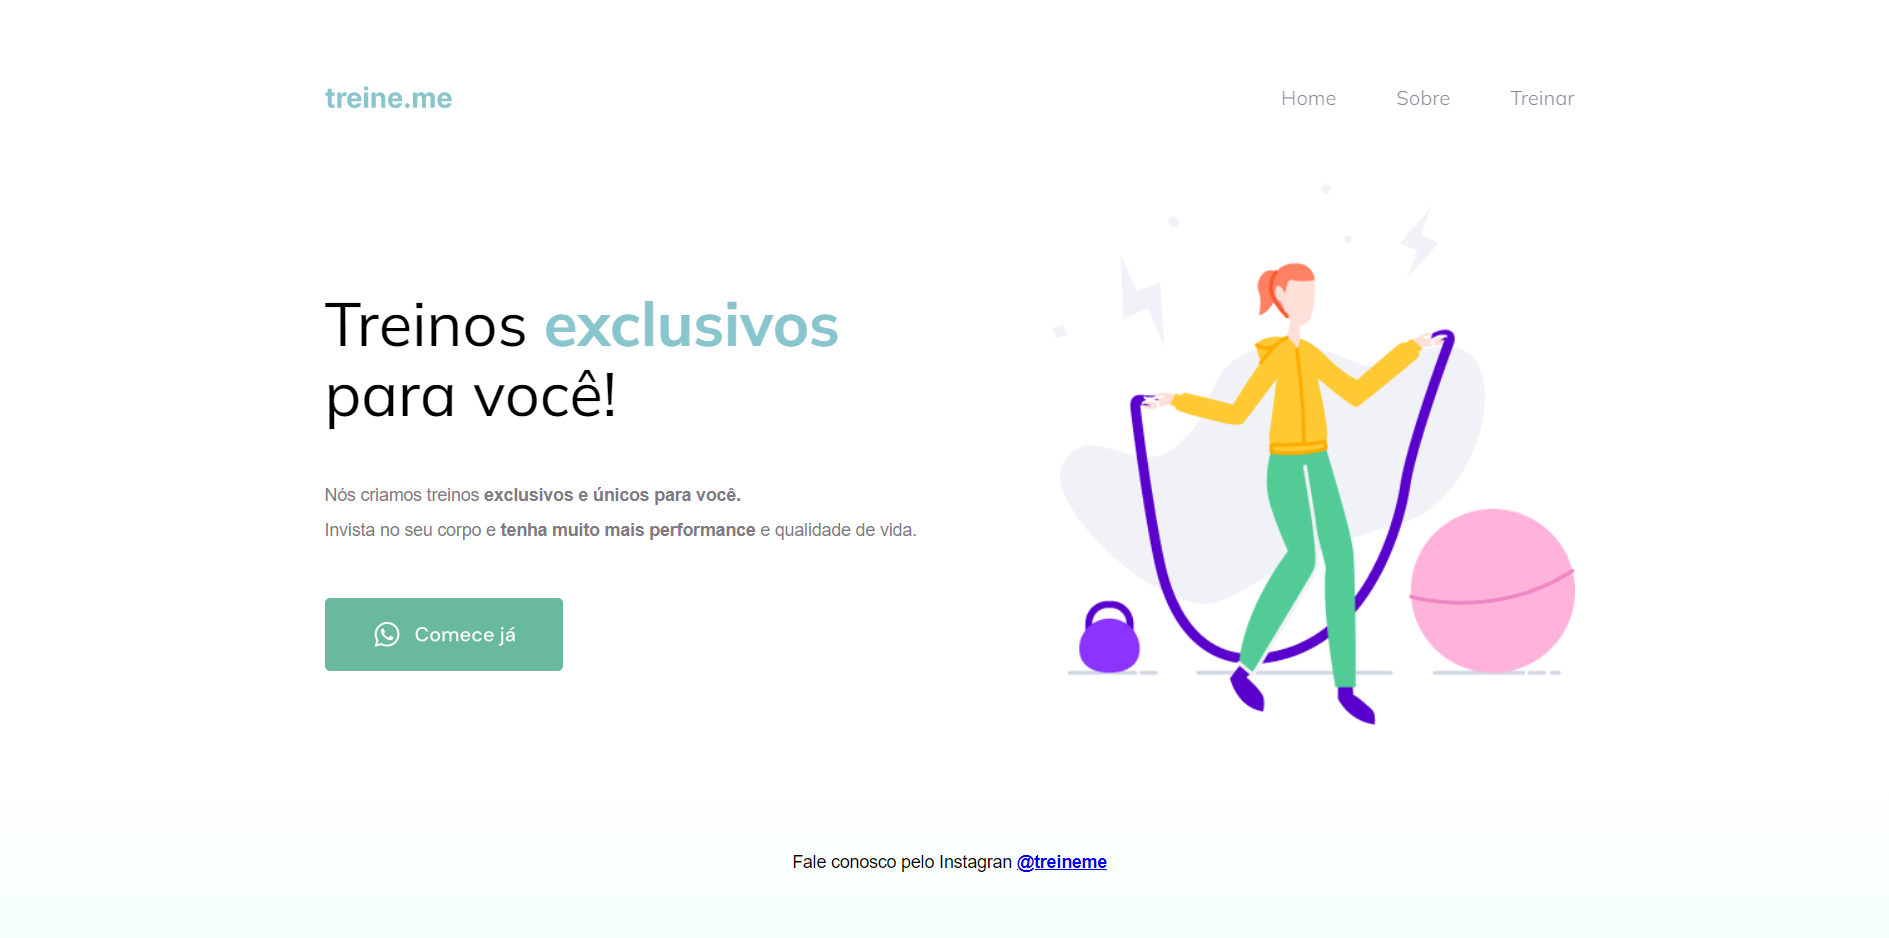 treine.me
Home Sobre Treinar
Treinos exclusivos
para você!
Nós criamos treinos exclusivos e únicos para você.
Invista no seu corpo e tenha muito mais performance e qualidade de vida.
Comece já
Fale conosco pelo Instagran @treineme